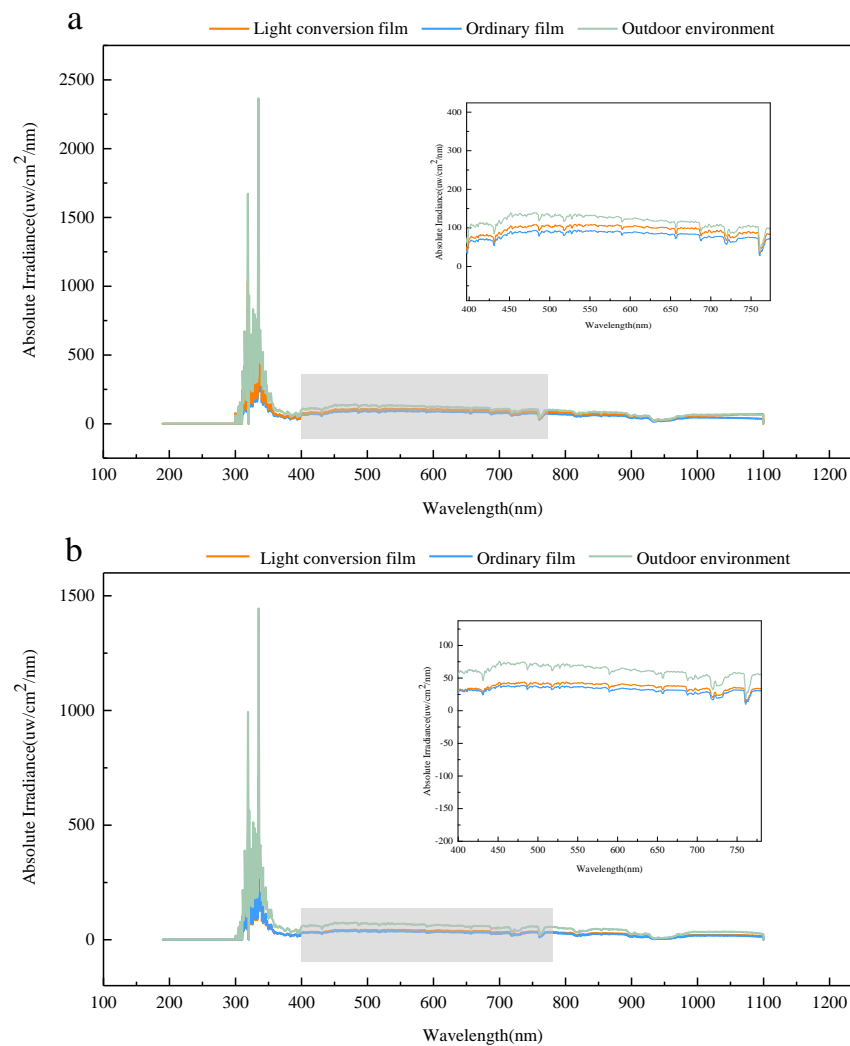 a
Light conversion film Ordinary film Outdoor environment
Absolute Irradiance(uw/cm²/nm)
2500
2000
1500
1000
500
0
100 200 300 400 500 600 700 800 900 1000 1100 1200
Wavelength(nm)
Absolute Irradiance(uw/cm²/nm)
400
300
200
100
0
400 450 500 550 600 650 700 750
Wavelength(nm)
b
Light conversion film Ordinary film Outdoor environment
Absolute Irradiance(uw/cm²/nm)
1500
1000
500
0
100 200 300 400 500 600 700 800 900 1000 1100 1200
Wavelength(nm)
Absolute Irradiance(uw/cm²/nm)
100
50
0
-50
-100
-150
-200
400 450 500 550 600 650 700 750
Wavelength(nm)